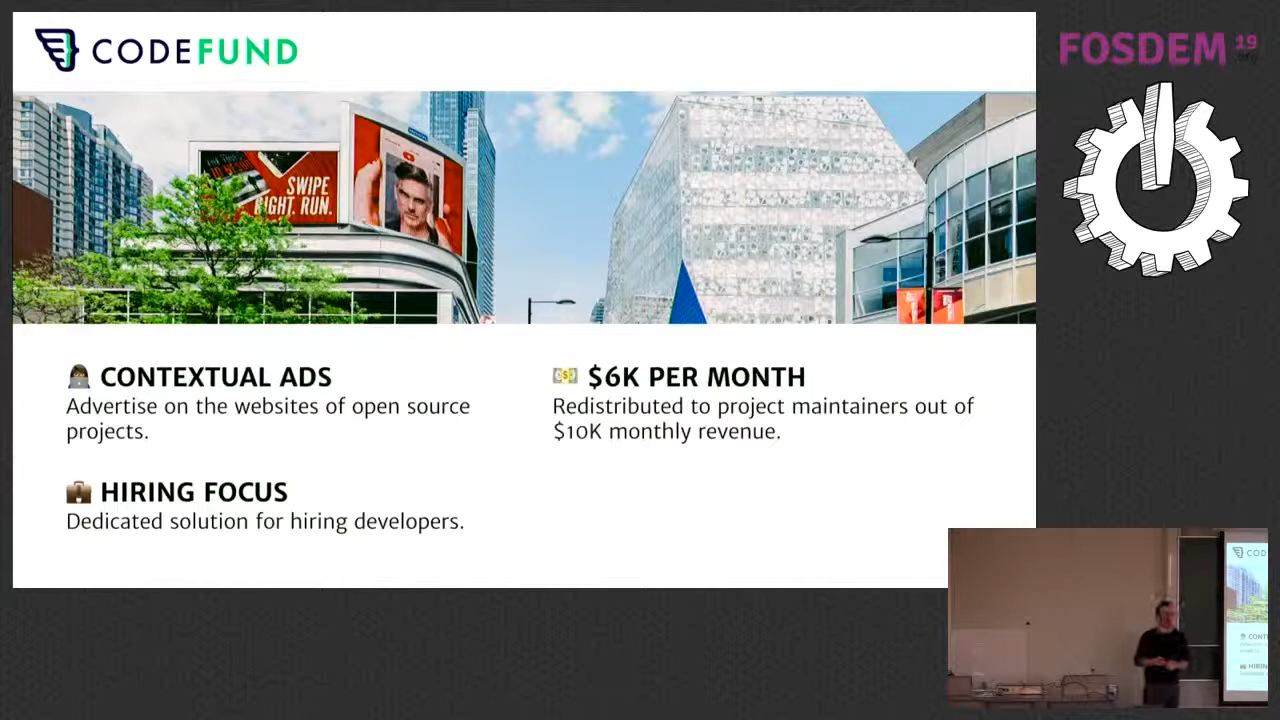 CODEFUND
FOSDEM 19
.org
SWIPE
RIGHT. RUN.
CONTEXTUAL ADS
Advertise on the websites of open source
projects.
$6K PER MONTH
Redistributed to project maintainers out of
$10K monthly revenue.
HIRING FOCUS
Dedicated solution for hiring developers.